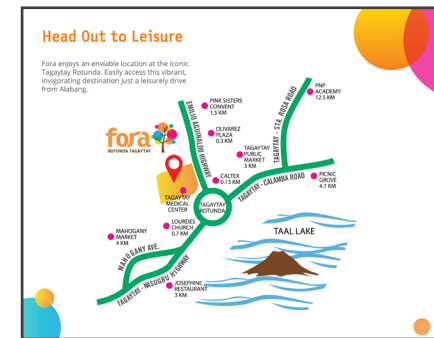 Head Out to Leisure
Fora enjoys an enviable location at the iconic
Tagaytay Rotunda. Easily access this vibrant,
invigorating destination just a leisurely drive
from Alabang.
PNP
ACADEMY
12.5 KM
PINK SISTERS
CONVENT
1.5 KM
EMILIO AGUINALDO HIGHWAY
TAGAYTAY - STA. ROSA ROAD
fora
ROTUNDA TAGAYTAY
OLIVAREZ
PLAZA
0.3 KM
TAGAYTAY
PUBLIC
MARKET
3 KM
CALTEX
0.13 KM
PICNIC
GROVE
4.7 KM
TAGAYTAY-CALAMBA ROAD
TAGAYTAY
MEDICAL
CENTER
TAGAYTAY
ROTUNDA
LOURDES
CHURCH
0.7 KM
MAHOGANY
MARKET
4 KM
TAAL LAKE
MAHOGANY AVE.
TAGAYTAY - NASUGBU HIGHWAY
JOSEPHINE
RESTAURANT
3 KM
4